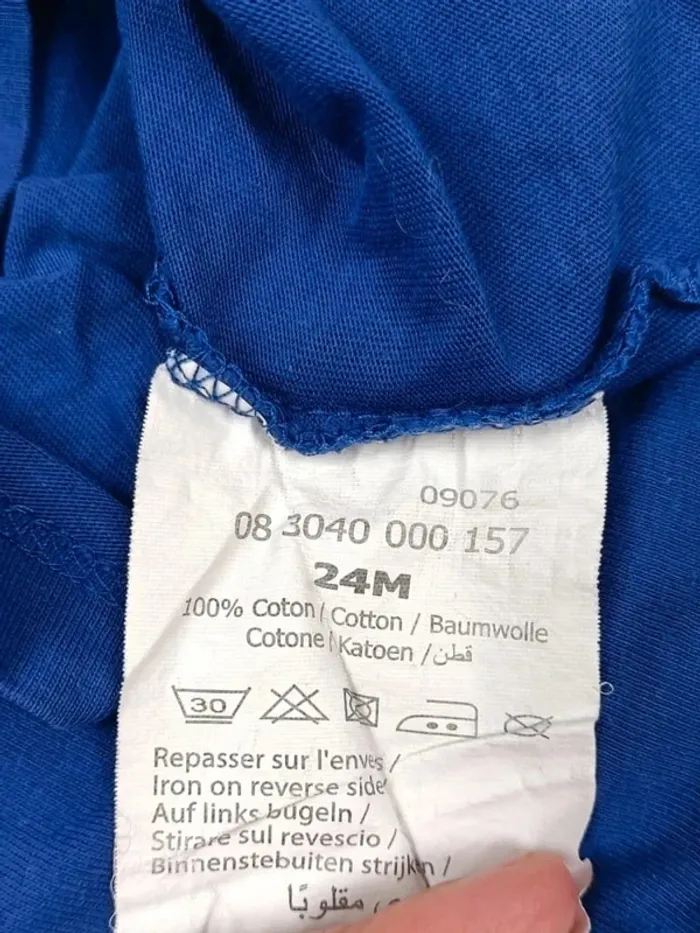 09076
08 3040 000 157
24M
100% Coton / Cotton / Baumwolle
Cotone / Katoen / قطن
30
Repasser sur l'envers /
Iron on reverse side
Auf links bügeln /
Stirare sul revescio /
Binnenstebuiten strijken /
مقلوبًا